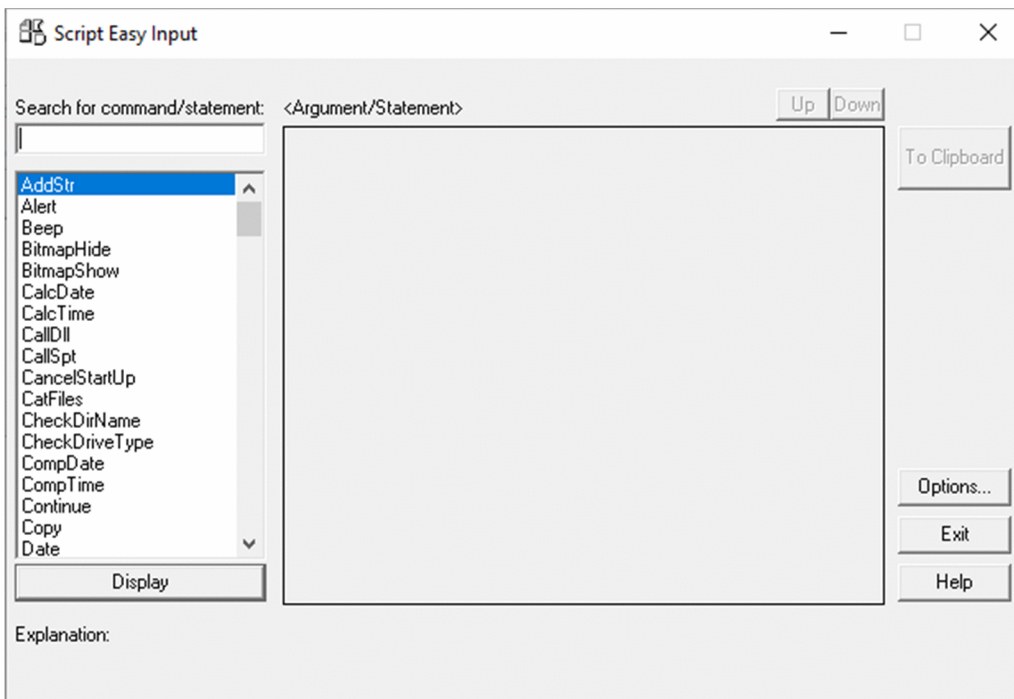 Script Easy Input
Search for command/statement:
<Argument/Statement>
Up
Down
To Clipboard
AddStr
Alert
Beep
BitmapHide
BitmapShow
CalcDate
CalcTime
CallDll
CallSpt
CancelStartUp
CatFiles
CheckDirName
CheckDriveType
CompDate
CompTime
Continue
Copy
Date
Display
Options...
Exit
Help
Explanation: